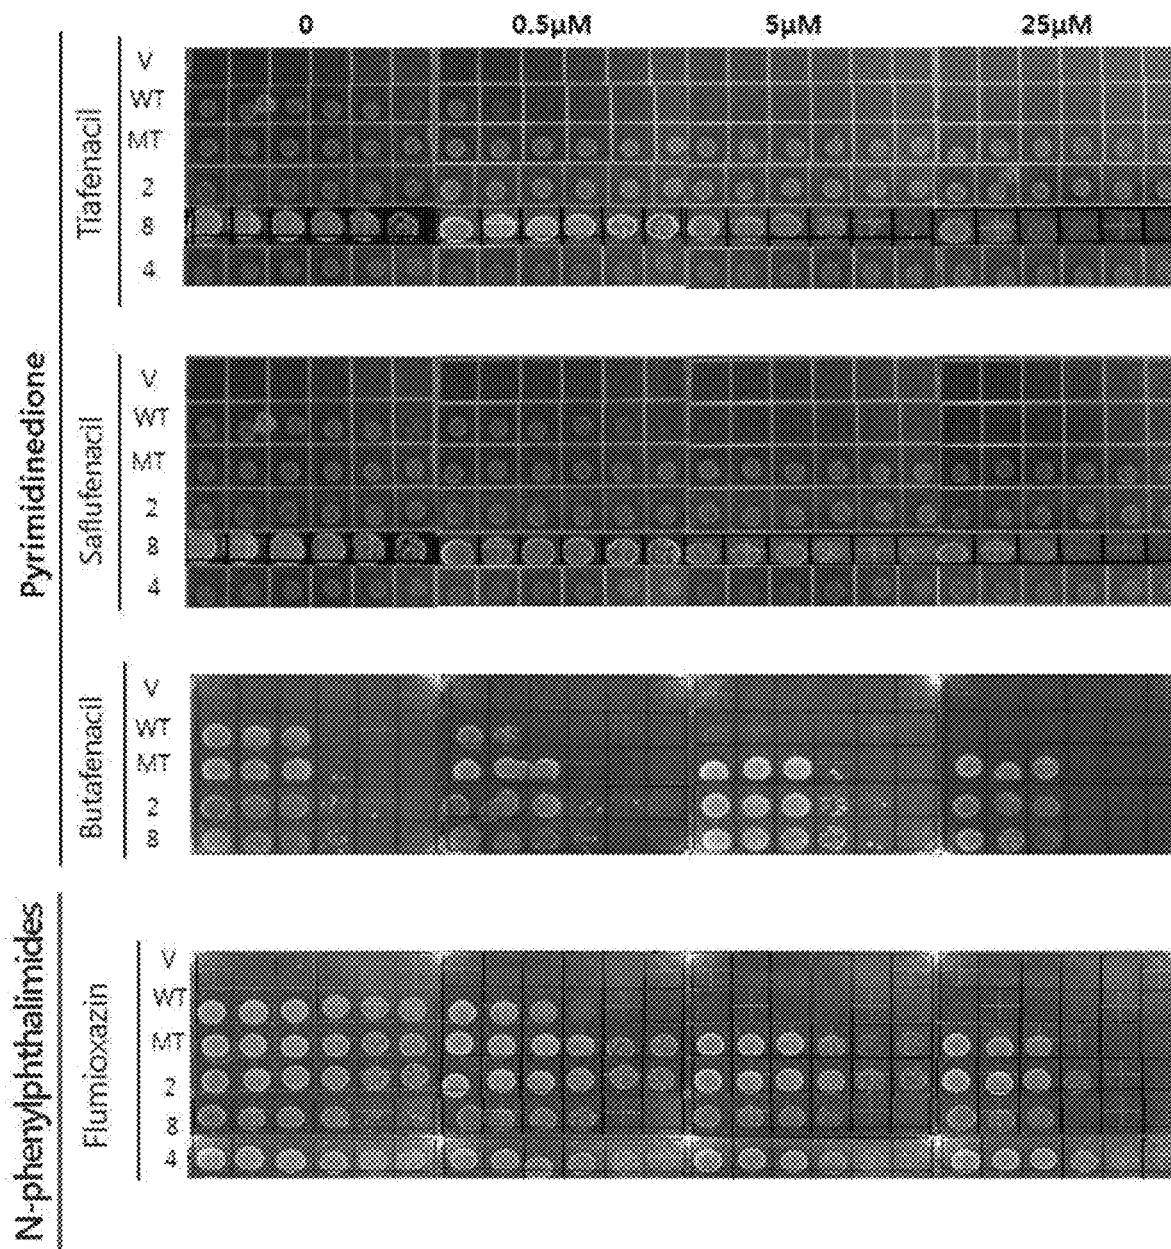 0 0.5μM 5μM 25μM
Pyrimidinedione
Tiafenacil
V
WT
MT
2
8
4
Saflufenacil
V
WT
MT
2
8
4
Butafenacil
V
WT
MT
2
8
N-phenylphthalimides
Flumioxazin
V
WT
MT
2
8
4